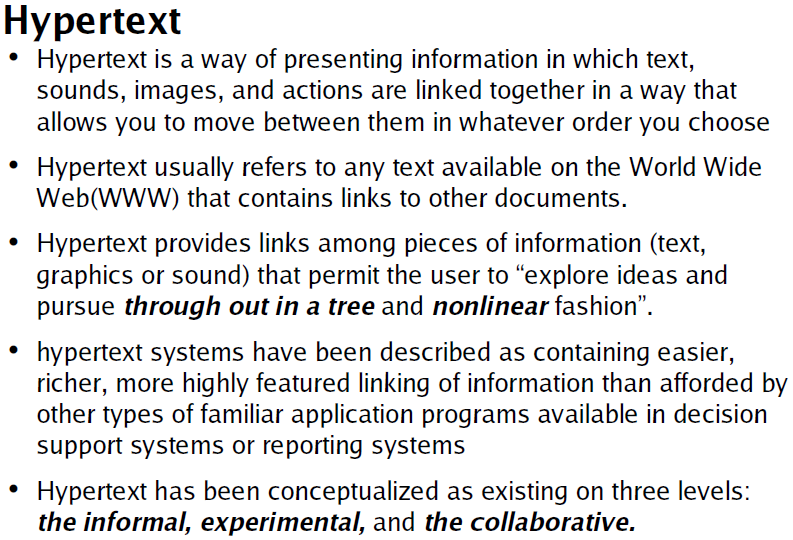 Hypertext
• Hypertext is a way of presenting information in which text,
sounds, images, and actions are linked together in a way that
allows you to move between them in whatever order you choose
• Hypertext usually refers to any text available on the World Wide
Web(WWW) that contains links to other documents.
• Hypertext provides links among pieces of information (text,
graphics or sound) that permit the user to “explore ideas and
pursue through out in a tree and nonlinear fashion”.
• hypertext systems have been described as containing easier,
richer, more highly featured linking of information than afforded by
other types of familiar application programs available in decision
support systems or reporting systems
• Hypertext has been conceptualized as existing on three levels:
the informal, experimental, and the collaborative.